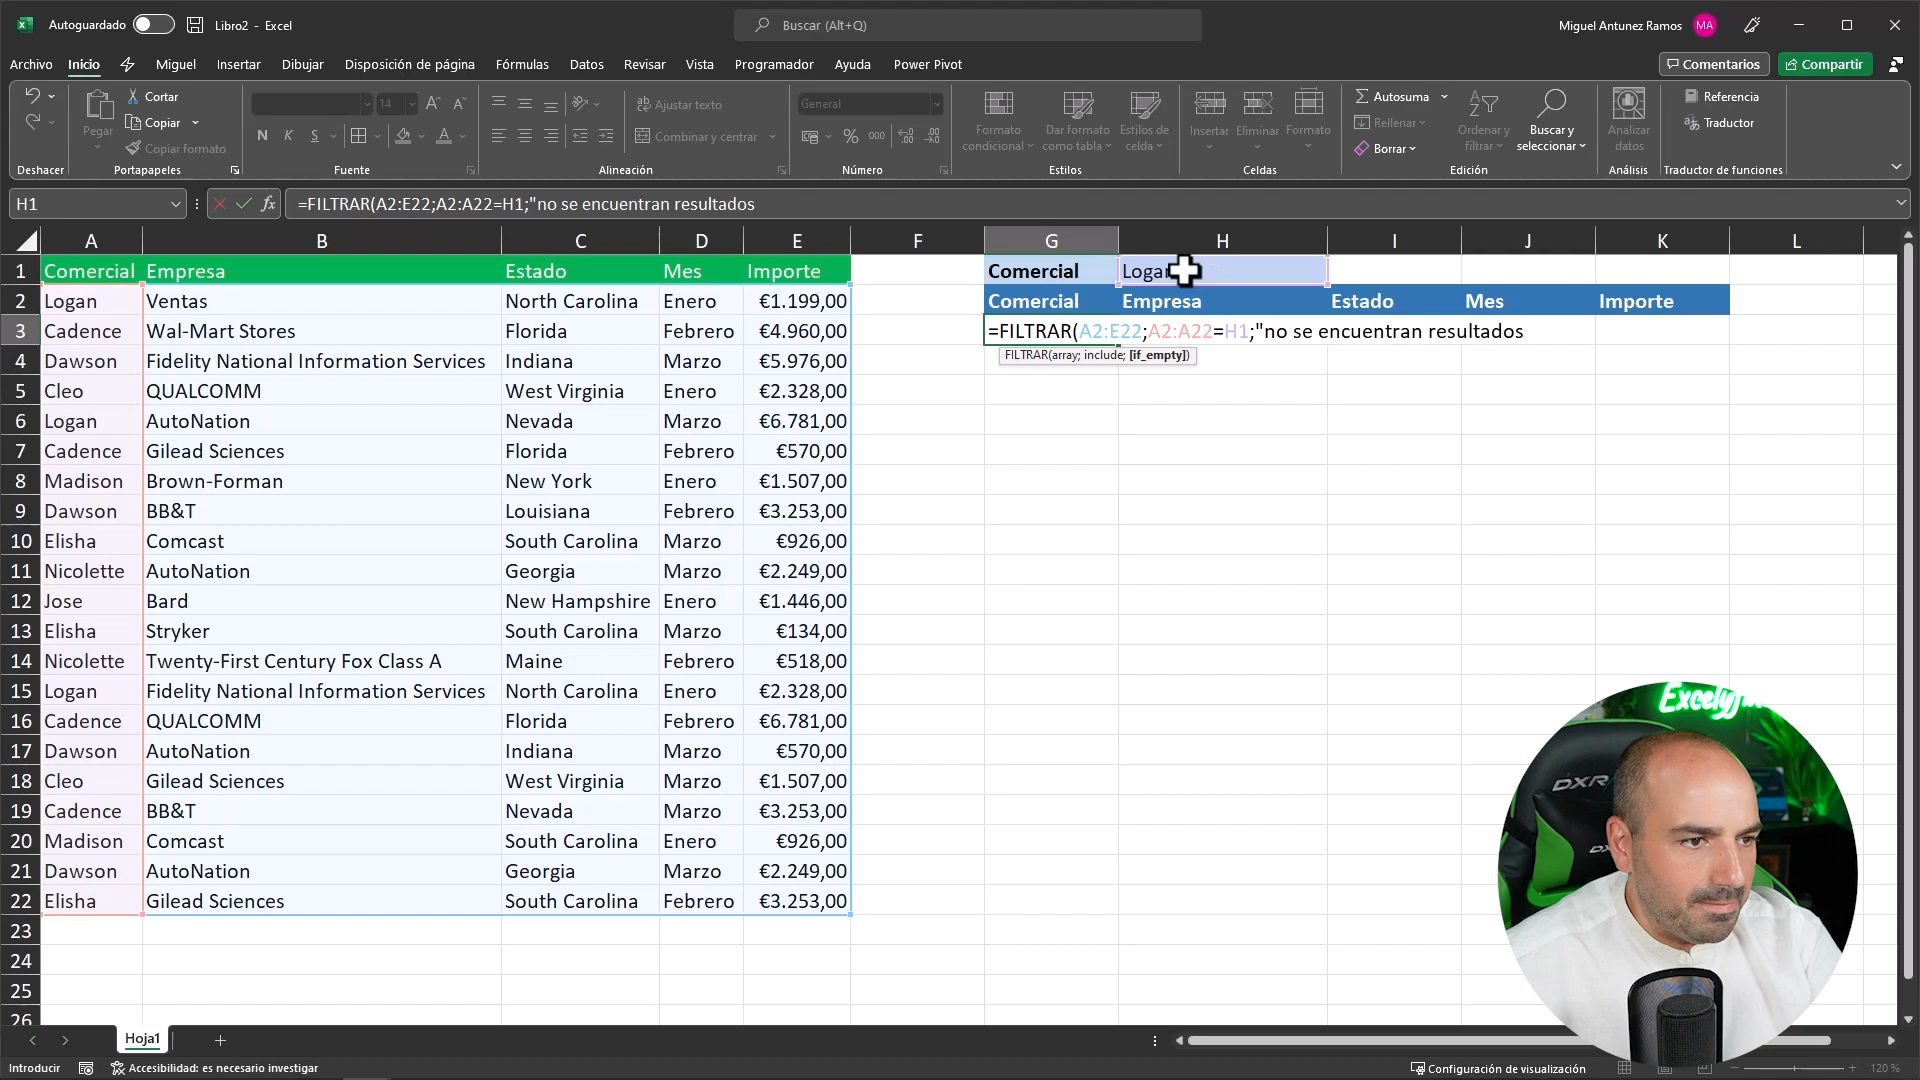 Autoguardado Libro2 - Excel Buscar (Alt+Q) Miguel Antunez Ramos MA
Archivo Inicio Miguel Insertar Dibujar Disposición de página Fórmulas Datos Revisar Vista Programador Ayuda Power Pivot Comentarios Compartir
Pegar Cortar Copiar Copiar formato
14 N K S
Ajustar texto Combinar y centrar
General % 000
Formato condicional Dar formato como tabla Estilos de celda
Insertar Eliminar Formato
Autosuma Rellenar Borrar Ordenar y filtrar Buscar y seleccionar
Analizar datos
Referencia Traductor
Deshacer Portapapeles Fuente Alineación Número Estilos Celdas Edición Análisis Traductor de funciones
H1 fx =FILTRAR(A2:E22;A2:A22=H1;"no se encuentran resultados
A B C D E F G H I J K L
1 Comercial Empresa Estado Mes Importe Comercial Logan
2 Logan Ventas North Carolina Enero €1.199,00 Comercial Empresa Estado Mes Importe
3 Cadence Wal-Mart Stores Florida Febrero €4.960,00 =FILTRAR(A2:E22;A2:A22=H1;"no se encuentran resultados
FILTRAR(array; include; [if_empty])
4 Dawson Fidelity National Information Services Indiana Marzo €5.976,00
5 Cleo QUALCOMM West Virginia Enero €2.328,00
6 Logan AutoNation Nevada Marzo €6.781,00
7 Cadence Gilead Sciences Florida Febrero €570,00
8 Madison Brown-Forman New York Enero €1.507,00
9 Dawson BB&T Louisiana Febrero €3.253,00
10 Elisha Comcast South Carolina Marzo €926,00
11 Nicolette AutoNation Georgia Marzo €2.249,00
12 Jose Bard New Hampshire Enero €1.446,00
13 Elisha Stryker South Carolina Marzo €134,00
14 Nicolette Twenty-First Century Fox Class A Maine Febrero €518,00
15 Logan Fidelity National Information Services North Carolina Enero €2.328,00
16 Cadence QUALCOMM Florida Febrero €6.781,00
17 Dawson AutoNation Indiana Marzo €570,00
18 Cleo Gilead Sciences West Virginia Marzo €1.507,00
19 Cadence BB&T Nevada Marzo €3.253,00
20 Madison Comcast South Carolina Enero €926,00
21 Dawson AutoNation Georgia Marzo €2.249,00
22 Elisha Gilead Sciences South Carolina Febrero €3.253,00
23
24
25
26
Hoja1
Introducir Accesibilidad: es necesario investigar Configuración de visualización 120 %